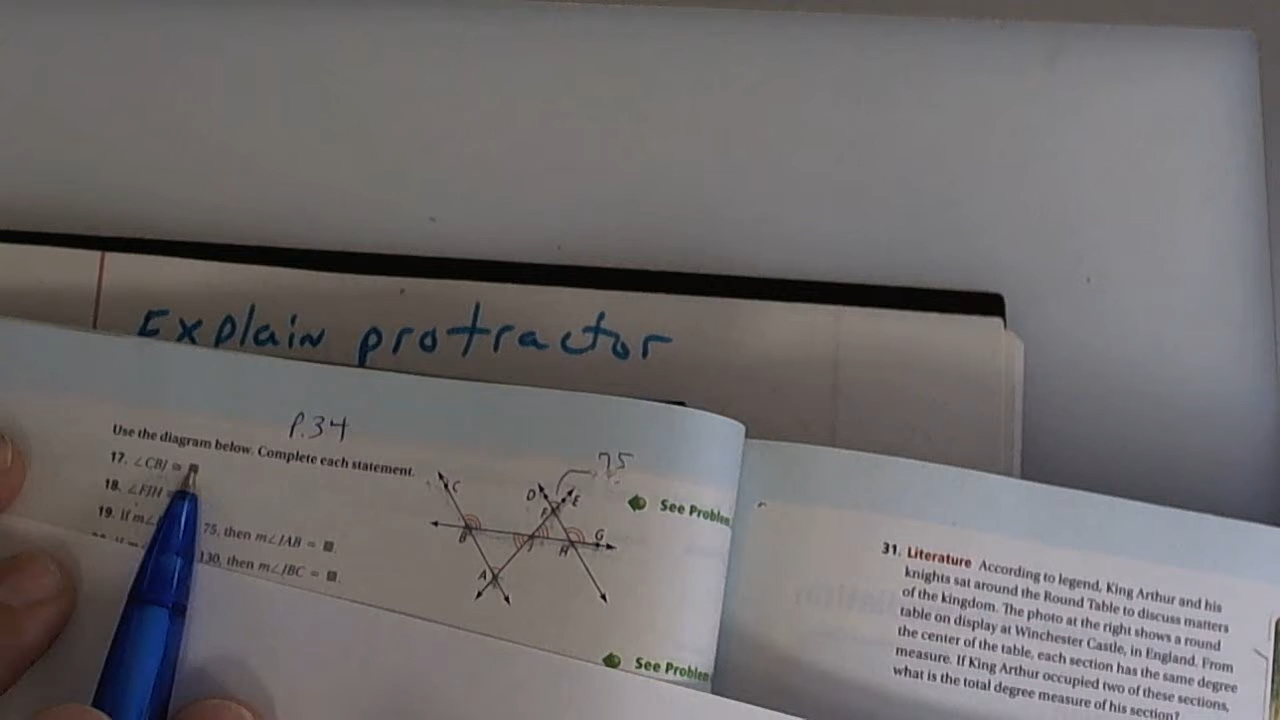 Explain protractor
P.34
Use the diagram below. Complete each statement.
17. ∠CBJ ≅
18. ∠FJH
19. If m∠ 75, then m∠JAB = ■.
130, then m∠JBC = ■.
C
D
E
F
75
B
J
H
G
A
See Problem
See Problem
31. Literature According to legend, King Arthur and his
knights sat around the Round Table to discuss matters
of the kingdom. The photo at the right shows a round
table on display at Winchester Castle, in England. From
the center of the table, each section has the same degree
measure. If King Arthur occupied two of these sections,
what is the total degree measure of his section?